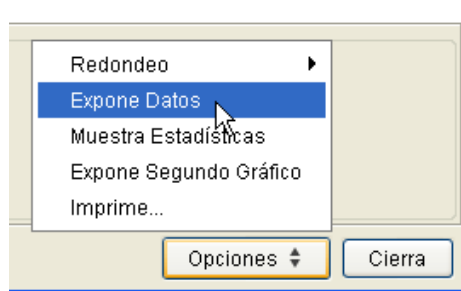 Redondeo
Expone Datos
Muestra Estadísticas
Expone Segundo Gráfico
Imprime...
Opciones
Cierra